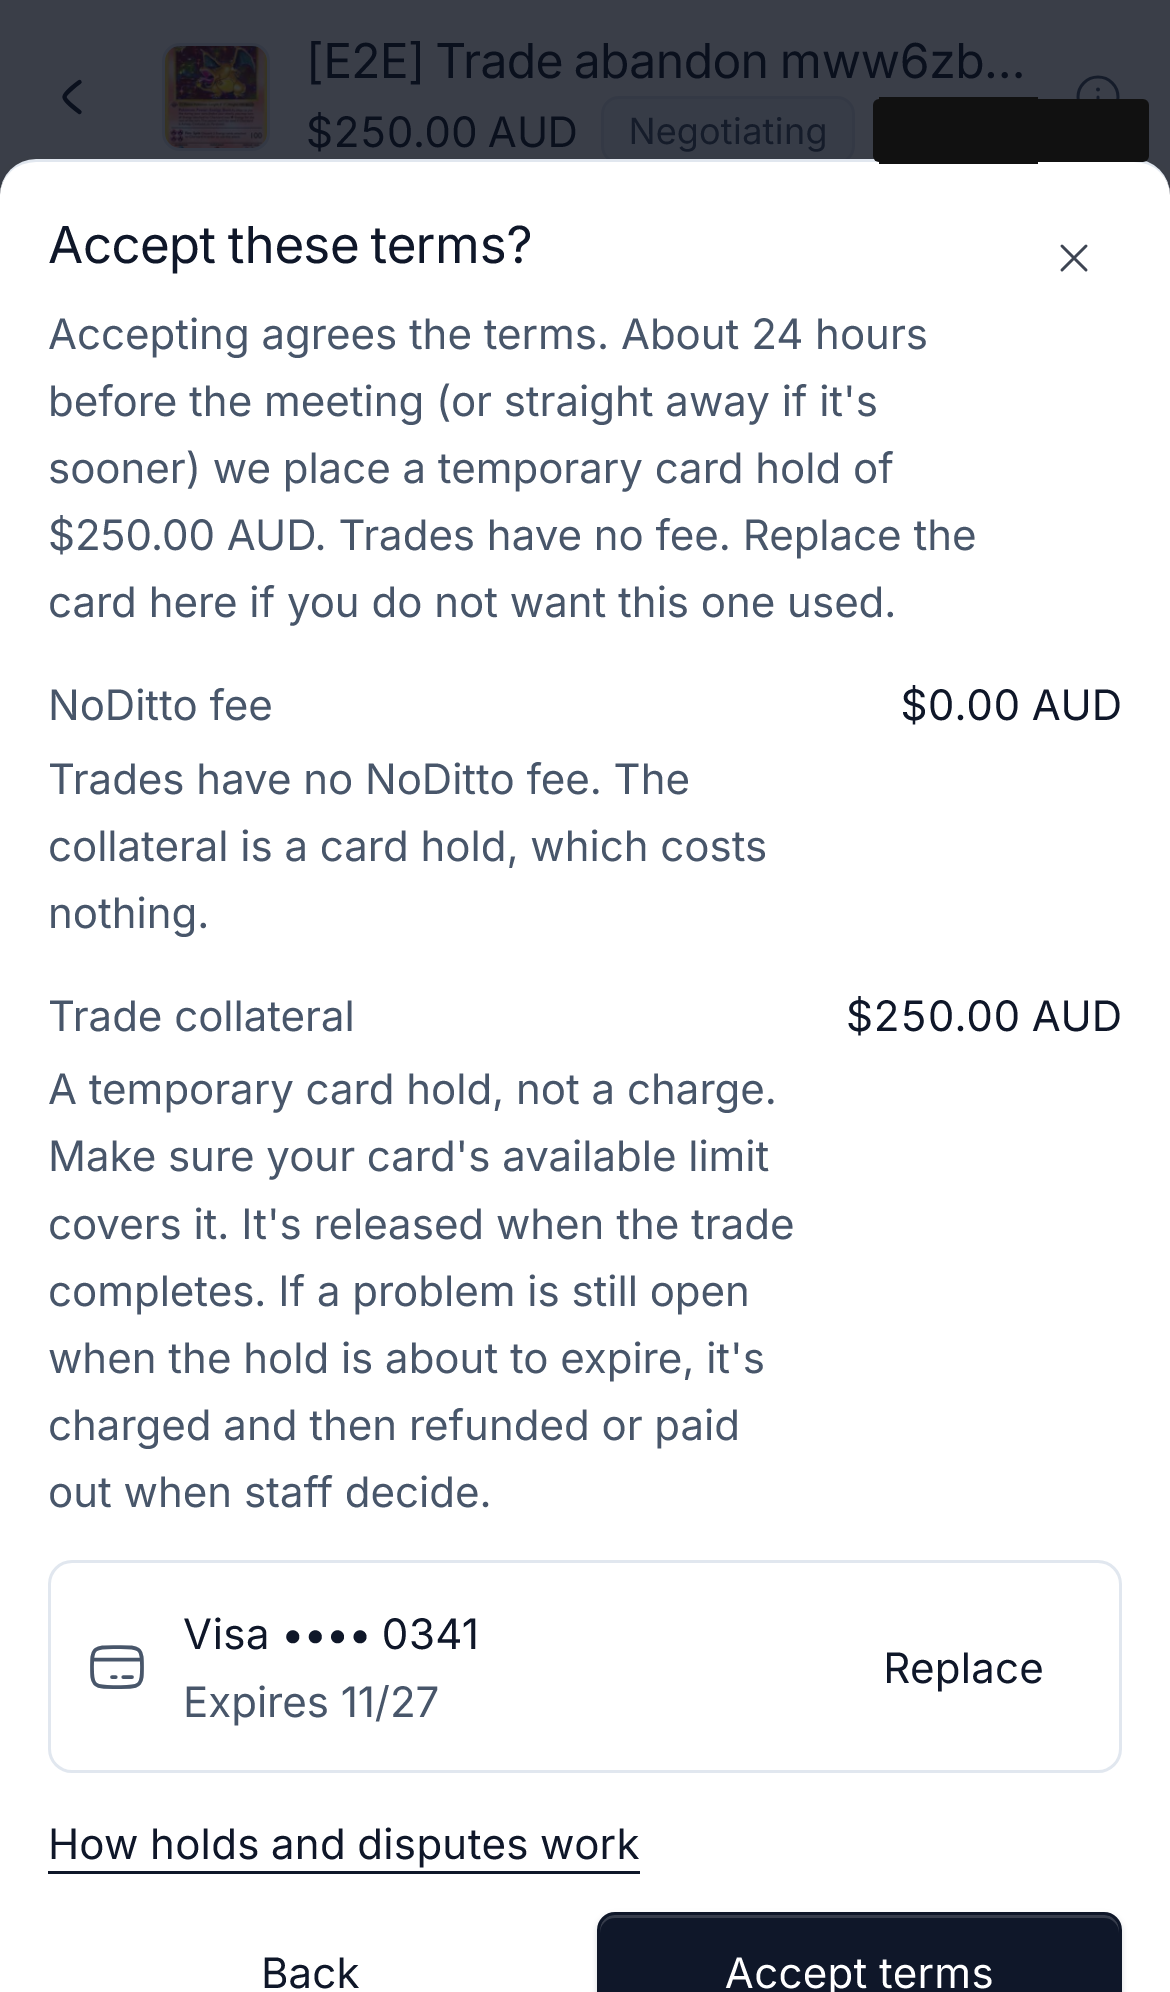 [E2E] Trade abandon mww6zb...
$250.00 AUD Negotiating
Accept these terms?
Accepting agrees the terms. About 24 hours
before the meeting (or straight away if it's
sooner) we place a temporary card hold of
$250.00 AUD. Trades have no fee. Replace the
card here if you do not want this one used.
NoDitto fee $0.00 AUD
Trades have no NoDitto fee. The
collateral is a card hold, which costs
nothing.
Trade collateral $250.00 AUD
A temporary card hold, not a charge.
Make sure your card's available limit
covers it. It's released when the trade
completes. If a problem is still open
when the hold is about to expire, it's
charged and then refunded or paid
out when staff decide.
Visa •••• 0341
Expires 11/27
Replace
How holds and disputes work
Back Accept terms